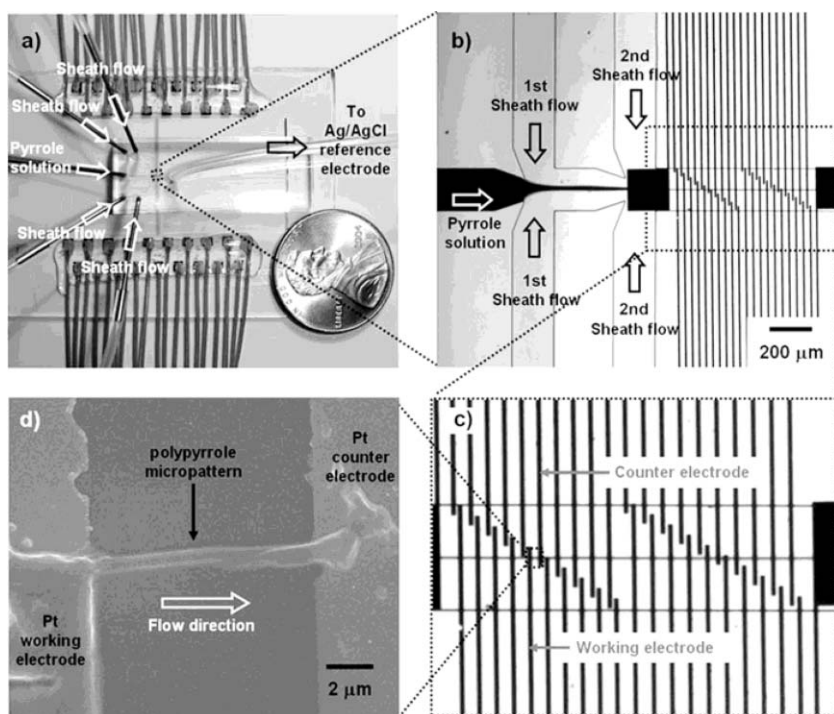 a)
Sheath flow
Sheath flow
Pyrrole
solution
Sheath flow
Sheath flow
To
Ag/AgCl
reference
electrode
2004
LIBERTY
b)
1st
Sheath flow
2nd
Sheath flow
Pyrrole
solution
1st
Sheath flow
2nd
Sheath flow
200 μm
d)
polypyrrole
micropattern
Pt
counter
electrode
Flow direction
Pt
working
electrode
2 μm
c)
Counter electrode
Working electrode